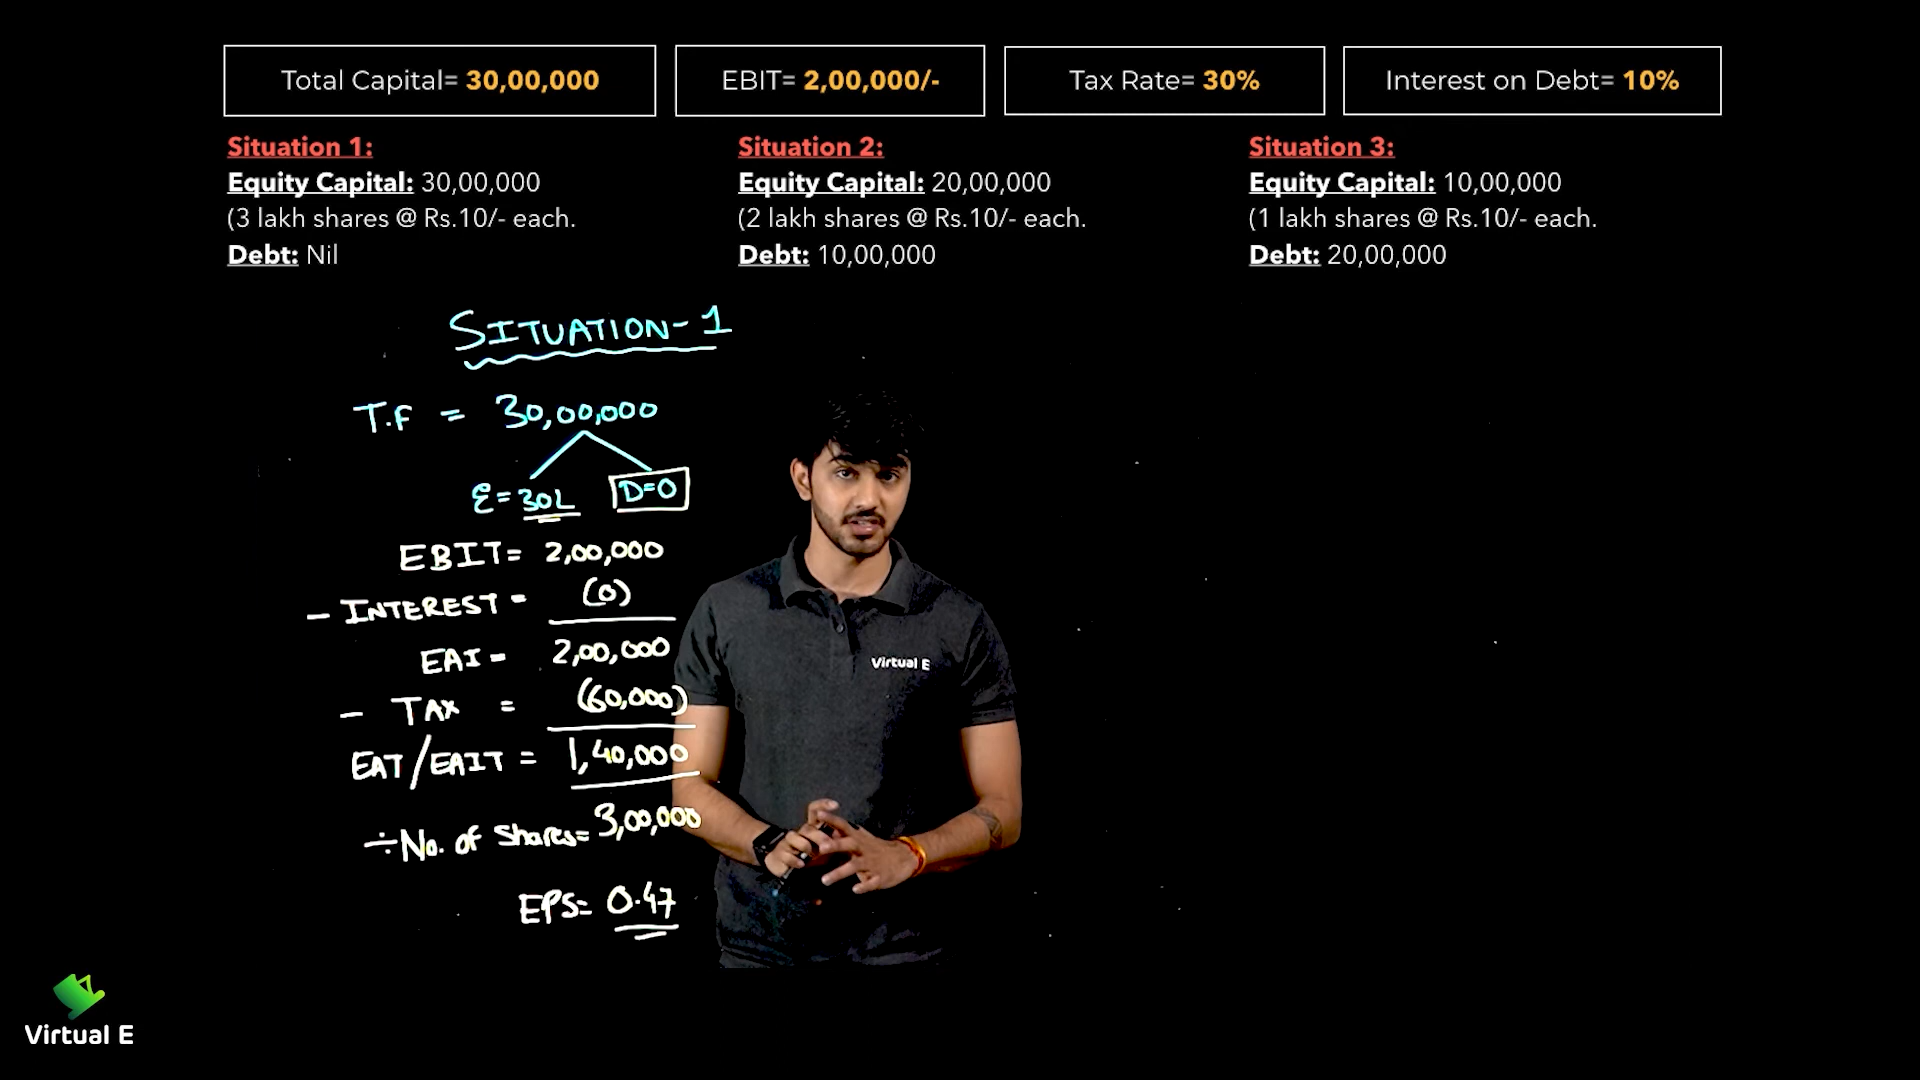 Total Capital= 30,00,000
EBIT= 2,00,000/-
Tax Rate= 30%
Interest on Debt= 10%
Situation 1:
Equity Capital: 30,00,000
(3 lakh shares @ Rs.10/- each.
Debt: Nil
Situation 2:
Equity Capital: 20,00,000
(2 lakh shares @ Rs.10/- each.
Debt: 10,00,000
Situation 3:
Equity Capital: 10,00,000
(1 lakh shares @ Rs.10/- each.
Debt: 20,00,000
SITUATION-1
T.F = 30,00,000
E=30L D=0
EBIT= 2,00,000
- INTEREST= (0)
EAI= 2,00,000
- TAX = (60,000)
EAT/EAIT = 1,40,000
÷No. of Shares= 3,00,000
EPS= 0.47
Virtual E
Virtual E